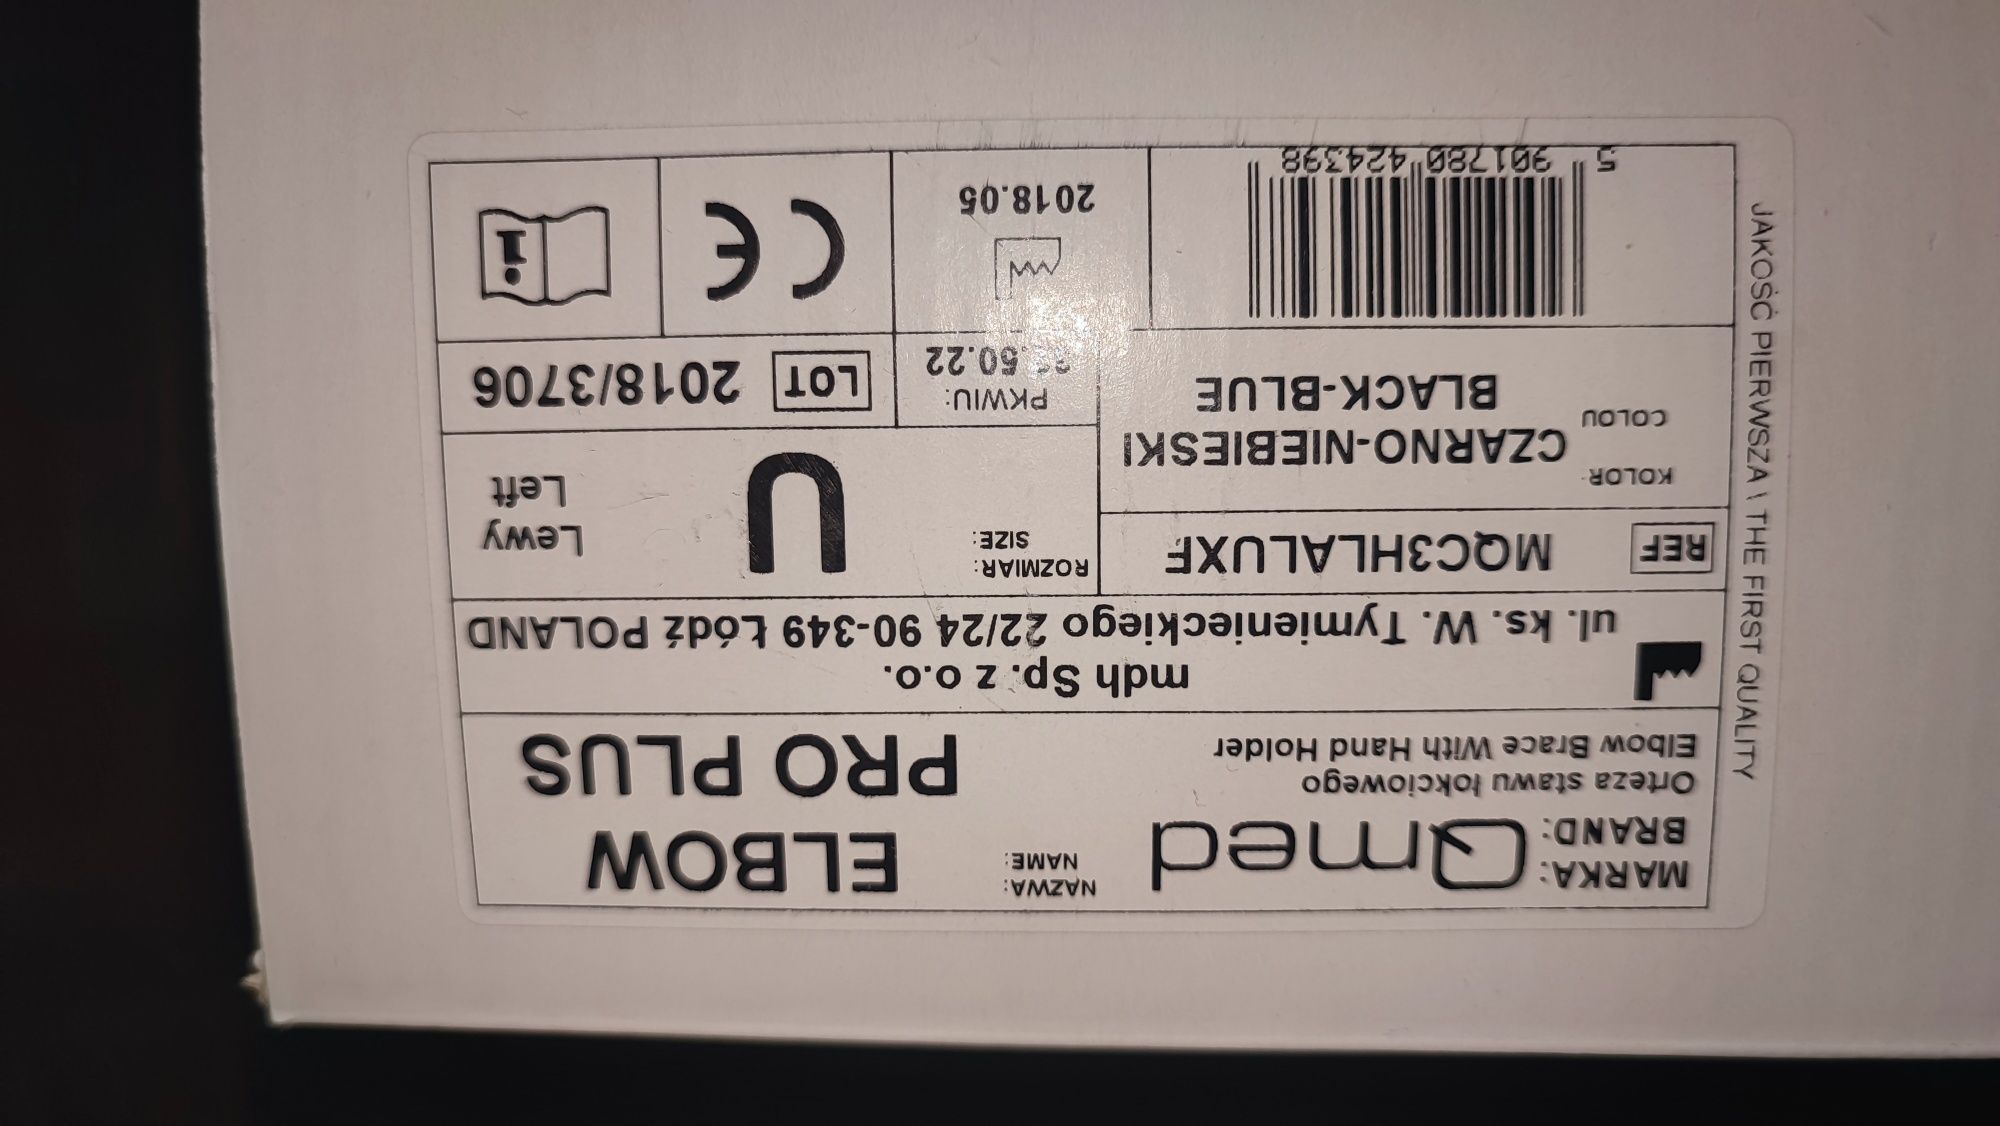 MARKA:
BRAND:
Qmed
NAZWA:
NAME:
ELBOW
PRO PLUS
Orteza stawu łokciowego
Elbow Brace With Hand Holder
mdh Sp. z o.o.
ul. ks. W. Tymienieckiego 22/24 90-349 Łódź POLAND
REF MQC3HLALUXF
ROZMIAR:
SIZE:
U
Lewy
Left
KOLOR
CZARNO-NIEBIESKI
COLOU
BLACK-BLUE
PKWIU:
.50.22
LOT 2018/3706
5 901780 424398
2018.05
CE
i
JAKOŚĆ PIERWSZA \ THE FIRST QUALITY